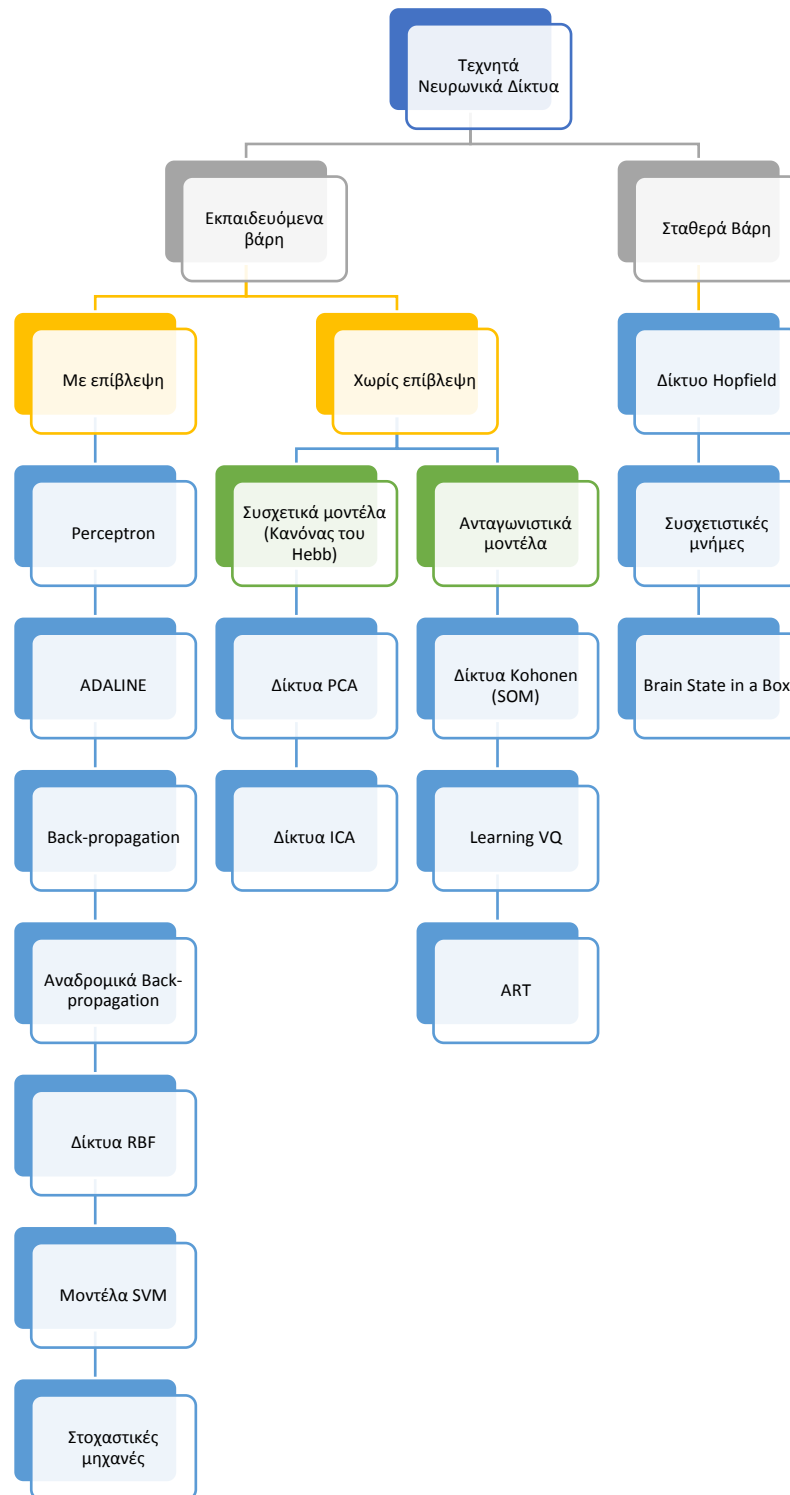 Τεχνητά
Νευρωνικά Δίκτυα
Εκπαιδευόμενα
βάρη
Σταθερά Βάρη
Με επίβλεψη
Χωρίς επίβλεψη
Δίκτυο Hopfield
Perceptron
Συσχετικά μοντέλα
(Κανόνας του
Hebb)
Ανταγωνιστικά
μοντέλα
Συσχετιστικές
μνήμες
ADALINE
Δίκτυα PCA
Δίκτυα Kohonen
(SOM)
Brain State in a Box
Back-propagation
Δίκτυα ICA
Learning VQ
Αναδρομικά Back-
propagation
ART
Δίκτυα RBF
Μοντέλα SVM
Στοχαστικές
μηχανές